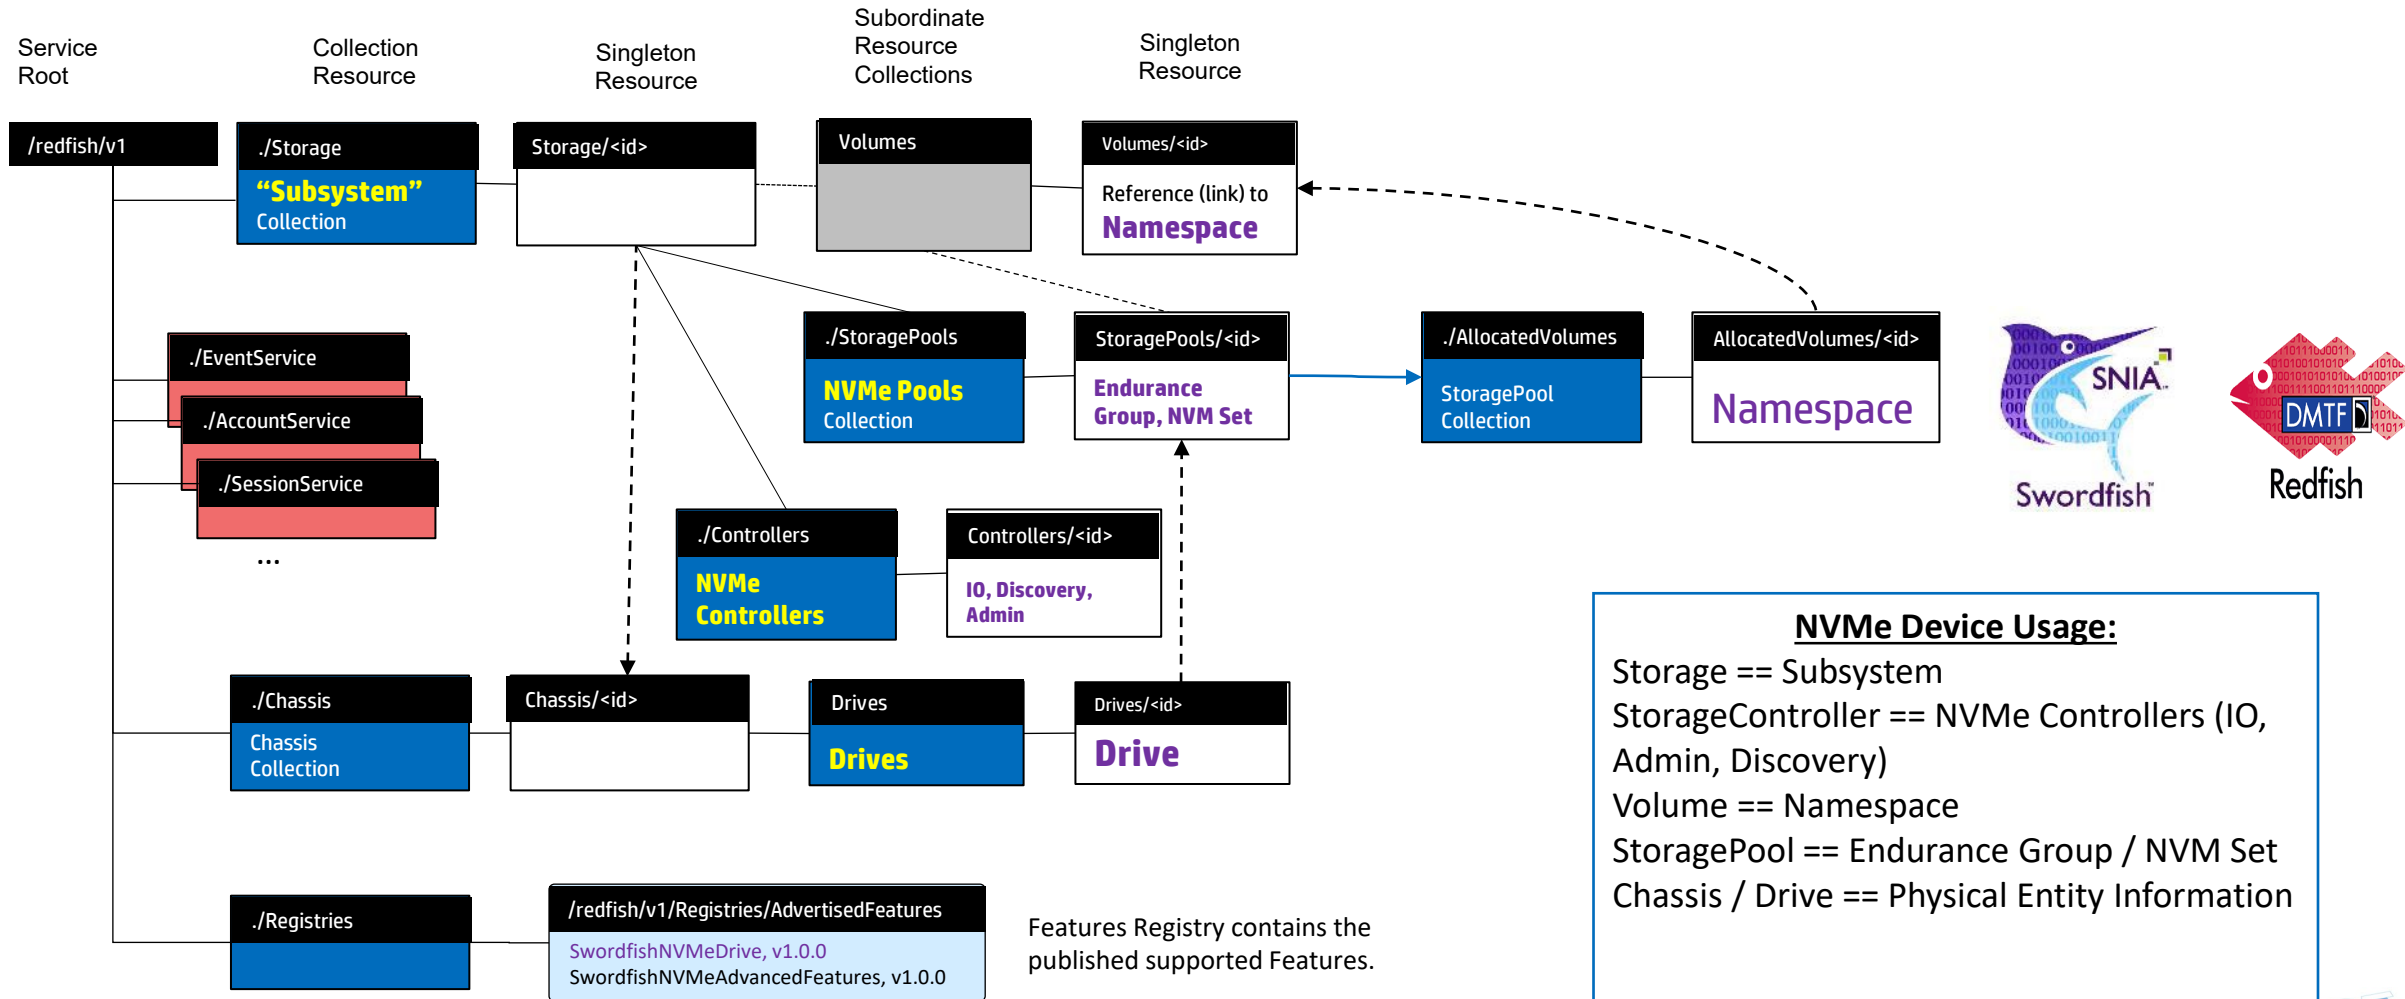 Service
Root
Collection
Resource
Singleton
Resource
Subordinate
Resource
Collections
Singleton
Resource
/redfish/v1
./Storage
“Subsystem”
Collection
Storage/<id>
Volumes
Volumes/<id>
Reference (link) to
Namespace
./EventService
./AccountService
./SessionService
...
./StoragePools
NVMe Pools
Collection
StoragePools/<id>
Endurance
Group, NVM Set
./AllocatedVolumes
StoragePool
Collection
AllocatedVolumes/<id>
Namespace
SNIA
Swordfish™
DMTF
Redfish
./Controllers
NVMe
Controllers
Controllers/<id>
IO, Discovery,
Admin
./Chassis
Chassis
Collection
Chassis/<id>
Drives
Drives
Drives/<id>
Drive
./Registries
/redfish/v1/Registries/AdvertisedFeatures
SwordfishNVMeDrive, v1.0.0
SwordfishNVMeAdvancedFeatures, v1.0.0
Features Registry contains the
published supported Features.
NVMe Device Usage:
Storage == Subsystem
StorageController == NVMe Controllers (IO,
Admin, Discovery)
Volume == Namespace
StoragePool == Endurance Group / NVM Set
Chassis / Drive == Physical Entity Information